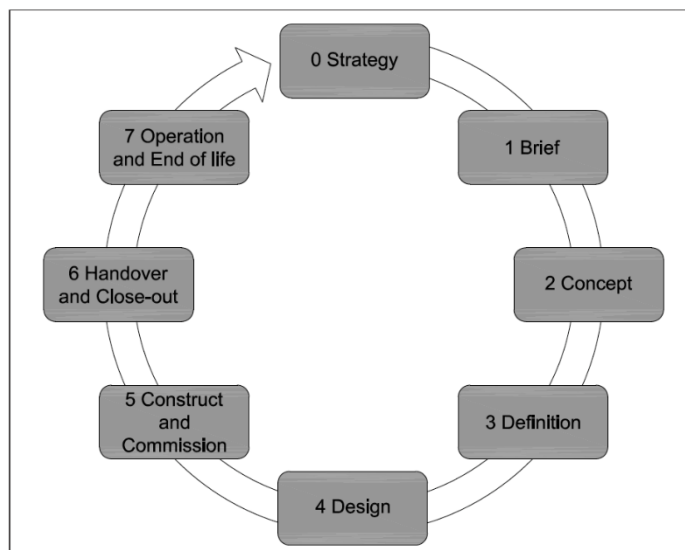 0 Strategy
1 Brief
2 Concept
3 Definition
4 Design
5 Construct
and
Commission
6 Handover
and Close-out
7 Operation
and End of life